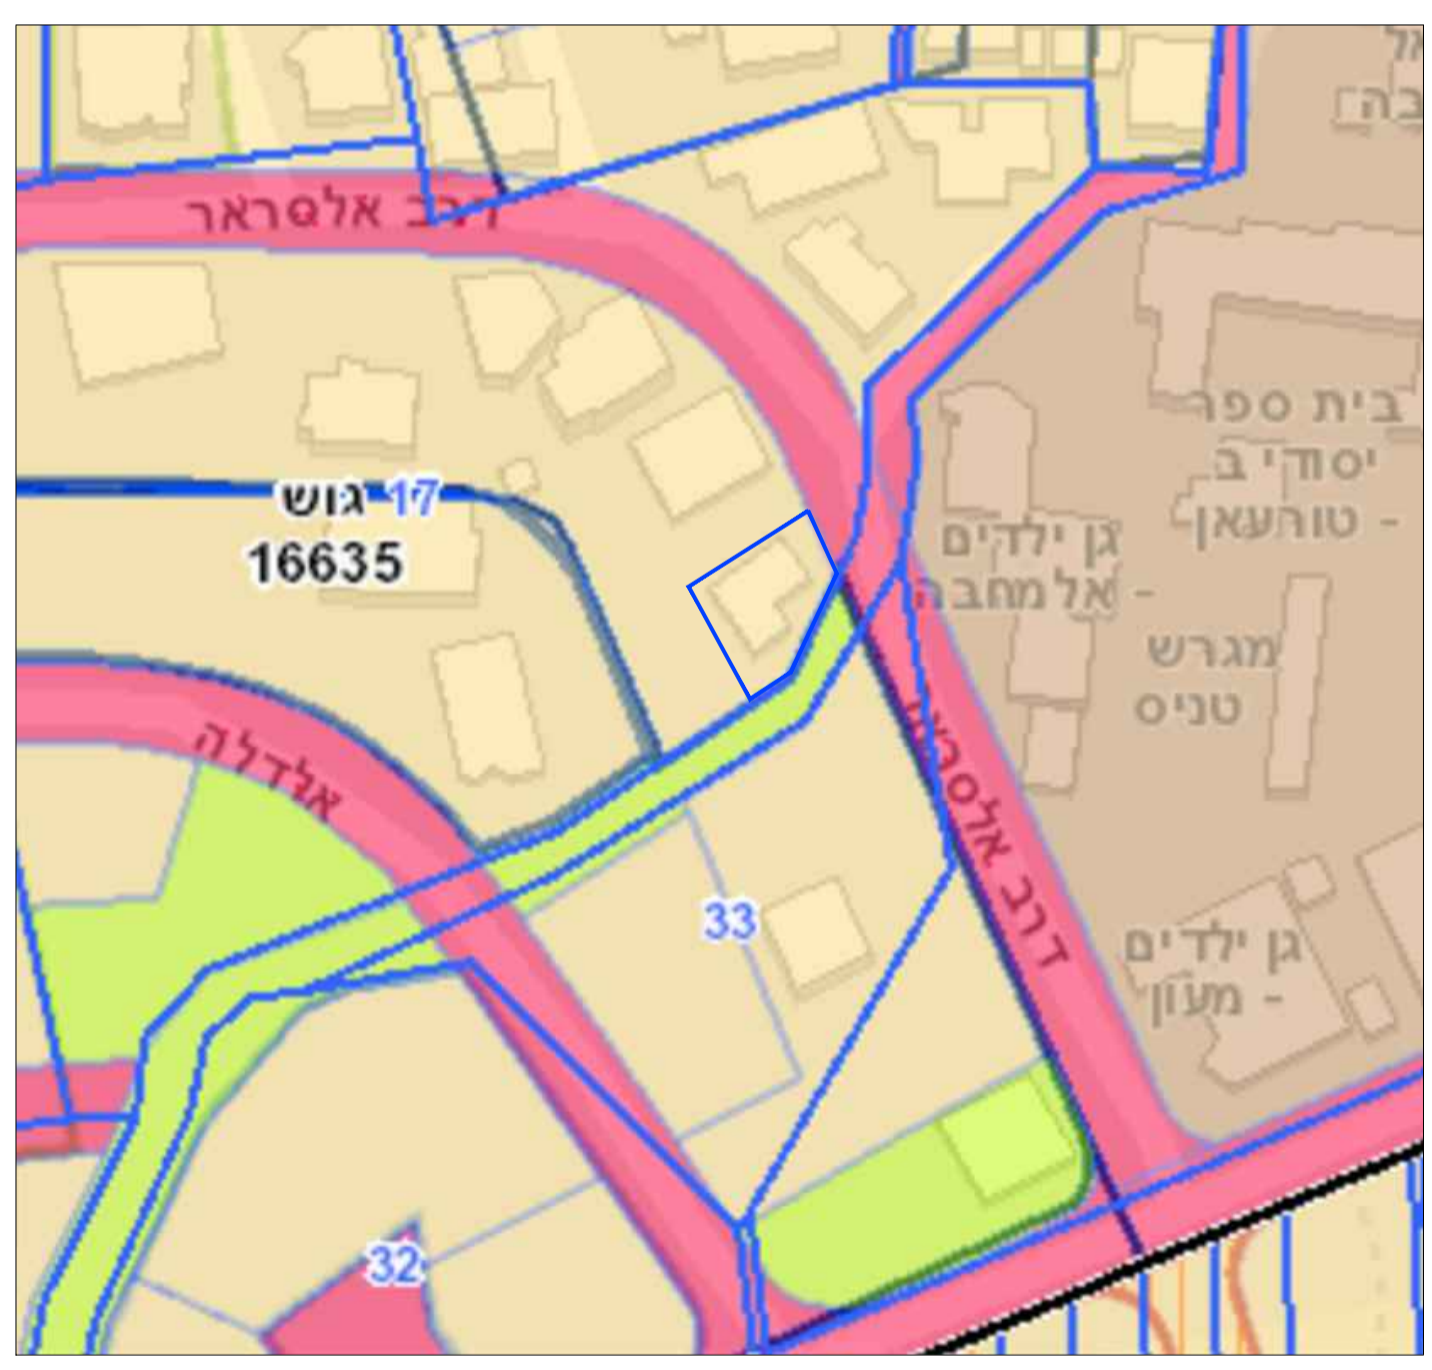 בה
דרב אלסראר
בית ספר
יסודי ב
- טורעאן
גוש 17
16635
גן ילדים
- אלמחבה
מגרש
טניס
אלדלה
דרב אלסראר
33
גן ילדים
- מעון
32